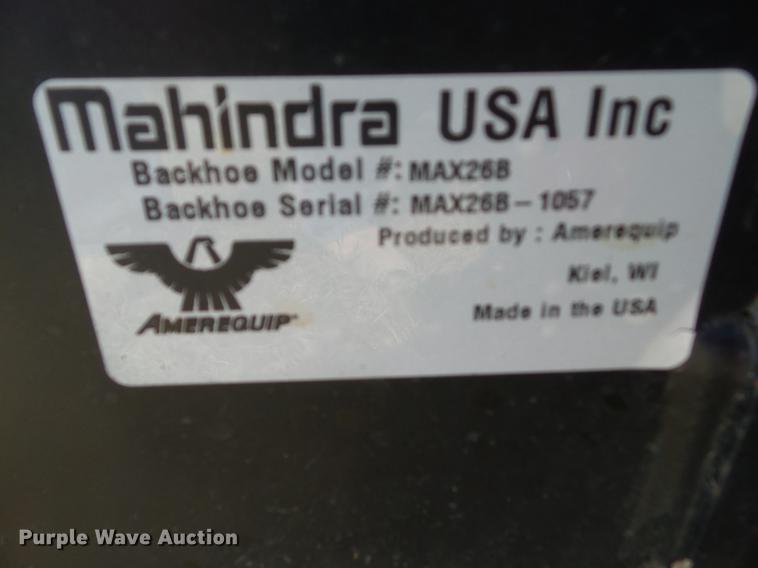 Mahindra USA Inc
Backhoe Model #: MAX26B
Backhoe Serial #: MAX26B-1057
Produced by : Amerequip
Kiel, WI
Made in the USA
AMEREQUIP
Purple Wave Auction